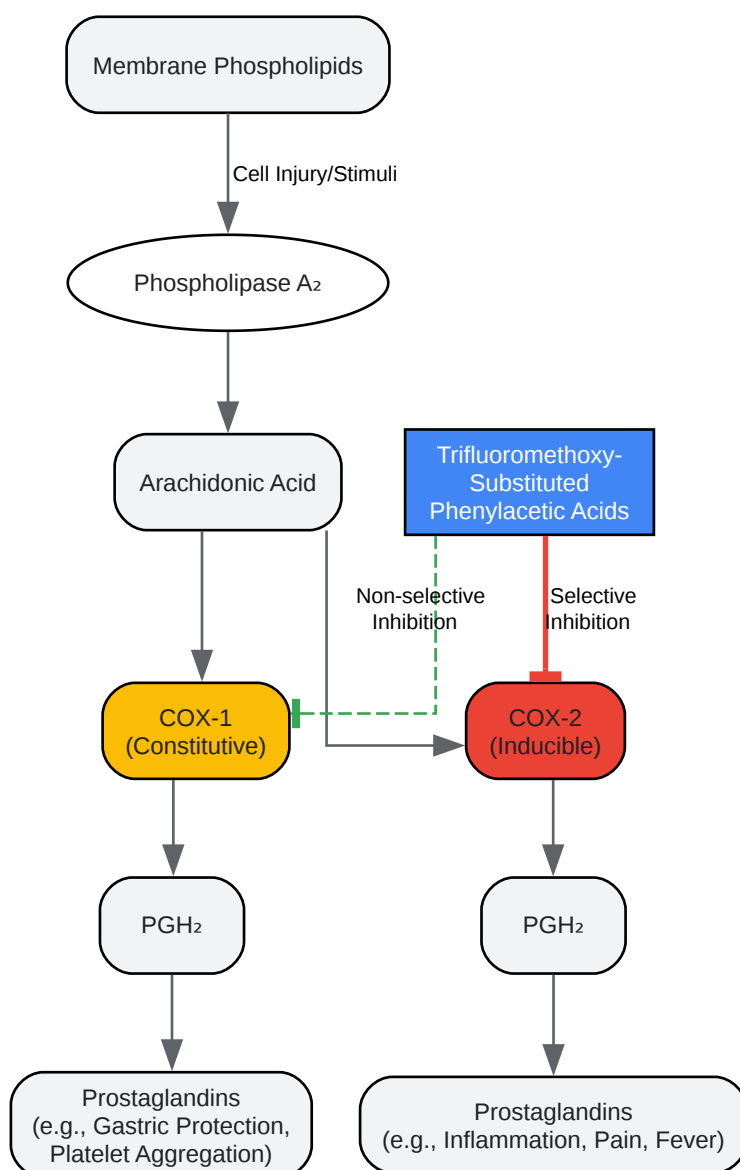 Membrane Phospholipids
Cell Injury/Stimuli
Phospholipase A₂
Arachidonic Acid
Trifluoromethoxy-
Substituted
Phenylacetic Acids
Non-selective
Inhibition
Selective
Inhibition
COX-1
(Constitutive)
COX-2
(Inducible)
PGH₂
PGH₂
Prostaglandins
(e.g., Gastric Protection,
Platelet Aggregation)
Prostaglandins
(e.g., Inflammation, Pain, Fever)